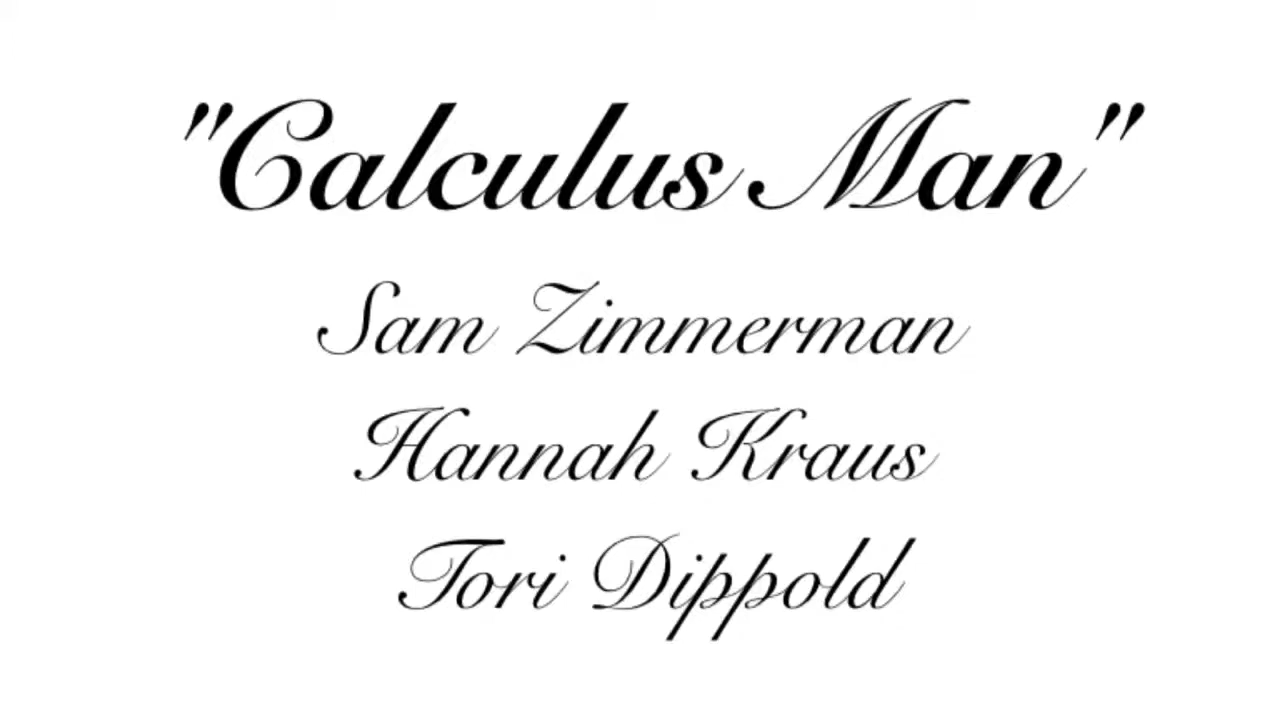 "Calculus Man"
Sam Zimmerman
Hannah Kraus
Tori Dippold